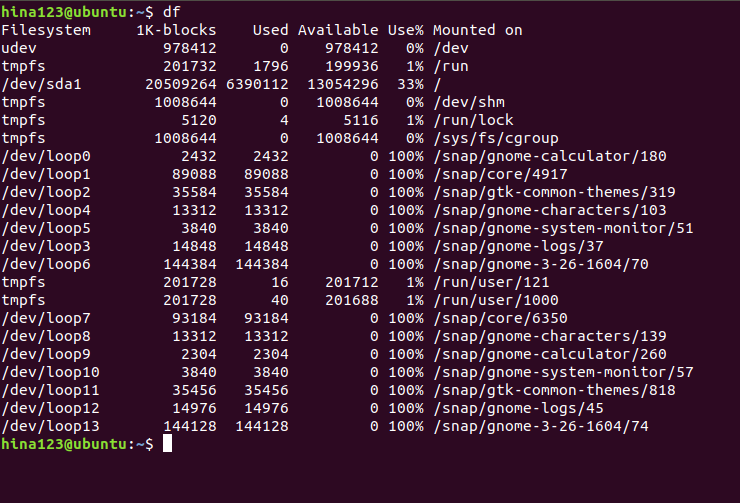 hina123@ubuntu:~$ df
Filesystem     1K-blocks    Used Available Use% Mounted on
udev              978412       0    978412   0% /dev
tmpfs             201732    1796    199936   1% /run
/dev/sda1       20509264 6390112  13054296  33% /
tmpfs            1008644       0   1008644   0% /dev/shm
tmpfs               5120       4      5116   1% /run/lock
tmpfs            1008644       0   1008644   0% /sys/fs/cgroup
/dev/loop0          2432    2432         0 100% /snap/gnome-calculator/180
/dev/loop1         89088   89088         0 100% /snap/core/4917
/dev/loop2         35584   35584         0 100% /snap/gtk-common-themes/319
/dev/loop4         13312   13312         0 100% /snap/gnome-characters/103
/dev/loop5          3840    3840         0 100% /snap/gnome-system-monitor/51
/dev/loop3         14848   14848         0 100% /snap/gnome-logs/37
/dev/loop6        144384  144384         0 100% /snap/gnome-3-26-1604/70
tmpfs             201728      16    201712   1% /run/user/121
tmpfs             201728      40    201688   1% /run/user/1000
/dev/loop7         93184   93184         0 100% /snap/core/6350
/dev/loop8         13312   13312         0 100% /snap/gnome-characters/139
/dev/loop9          2304    2304         0 100% /snap/gnome-calculator/260
/dev/loop10         3840    3840         0 100% /snap/gnome-system-monitor/57
/dev/loop11        35456   35456         0 100% /snap/gtk-common-themes/818
/dev/loop12        14976   14976         0 100% /snap/gnome-logs/45
/dev/loop13       144128  144128         0 100% /snap/gnome-3-26-1604/74
hina123@ubuntu:~$